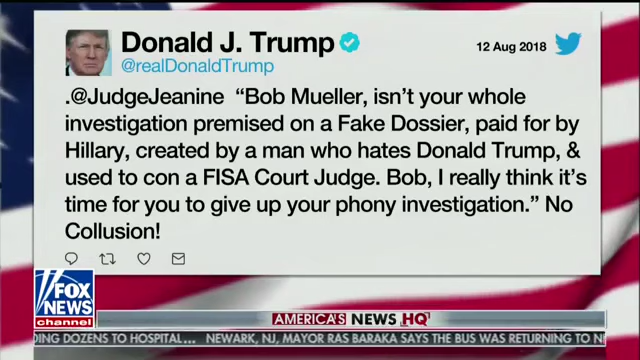 Donald J. Trump
@realDonaldTrump
12 Aug 2018
.@JudgeJeanine “Bob Mueller, isn’t your whole
investigation premised on a Fake Dossier, paid for by
Hillary, created by a man who hates Donald Trump, &
used to con a FISA Court Judge. Bob, I really think it’s
time for you to give up your phony investigation.” No
Collusion!
FOX
NEWS
channel
AMERICA'S NEWS HQ
DING DOZENS TO HOSPITAL... NEWARK, NJ, MAYOR RAS BARAKA SAYS THE BUS WAS RETURNING TO N